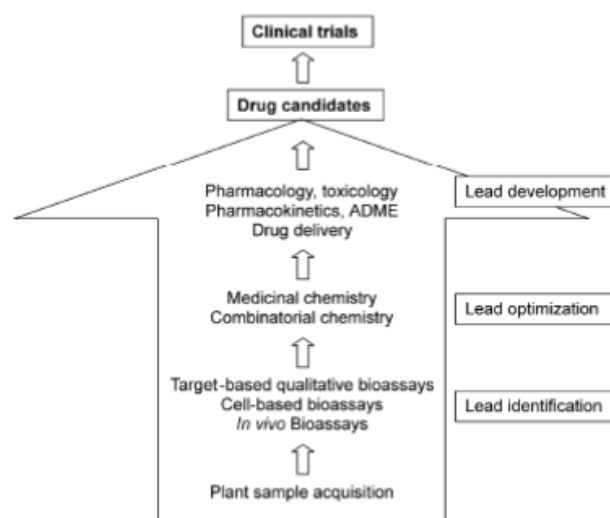 Clinical trials
Drug candidates
Pharmacology, toxicology
Pharmacokinetics, ADME
Drug delivery
Lead development
Medicinal chemistry
Combinatorial chemistry
Lead optimization
Target-based qualitative bioassays
Cell-based bioassays
In vivo Bioassays
Lead identification
Plant sample acquisition